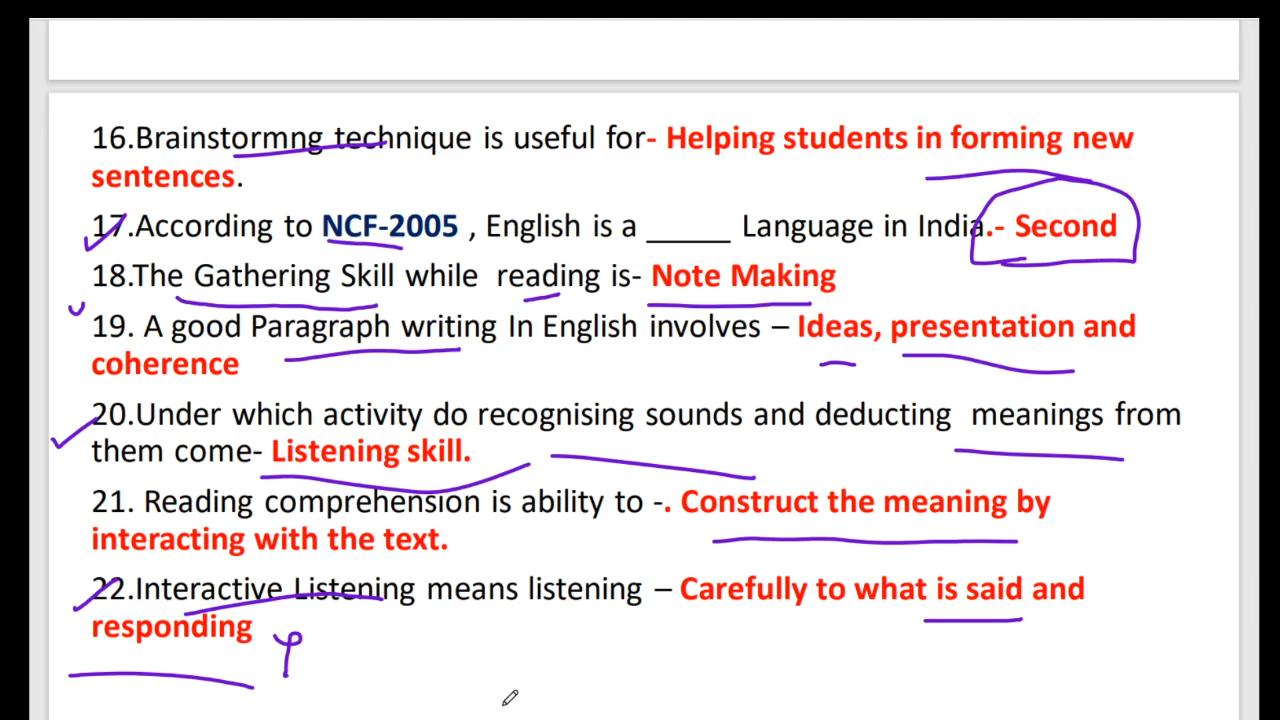 16.Brainstormng technique is useful for- Helping students in forming new
sentences.
17.According to NCF-2005 , English is a _____ Language in India.- Second
18.The Gathering Skill while reading is- Note Making
19. A good Paragraph writing In English involves – Ideas, presentation and
coherence
20.Under which activity do recognising sounds and deducting meanings from
them come- Listening skill.
21. Reading comprehension is ability to -. Construct the meaning by
interacting with the text.
22.Interactive Listening means listening – Carefully to what is said and
responding